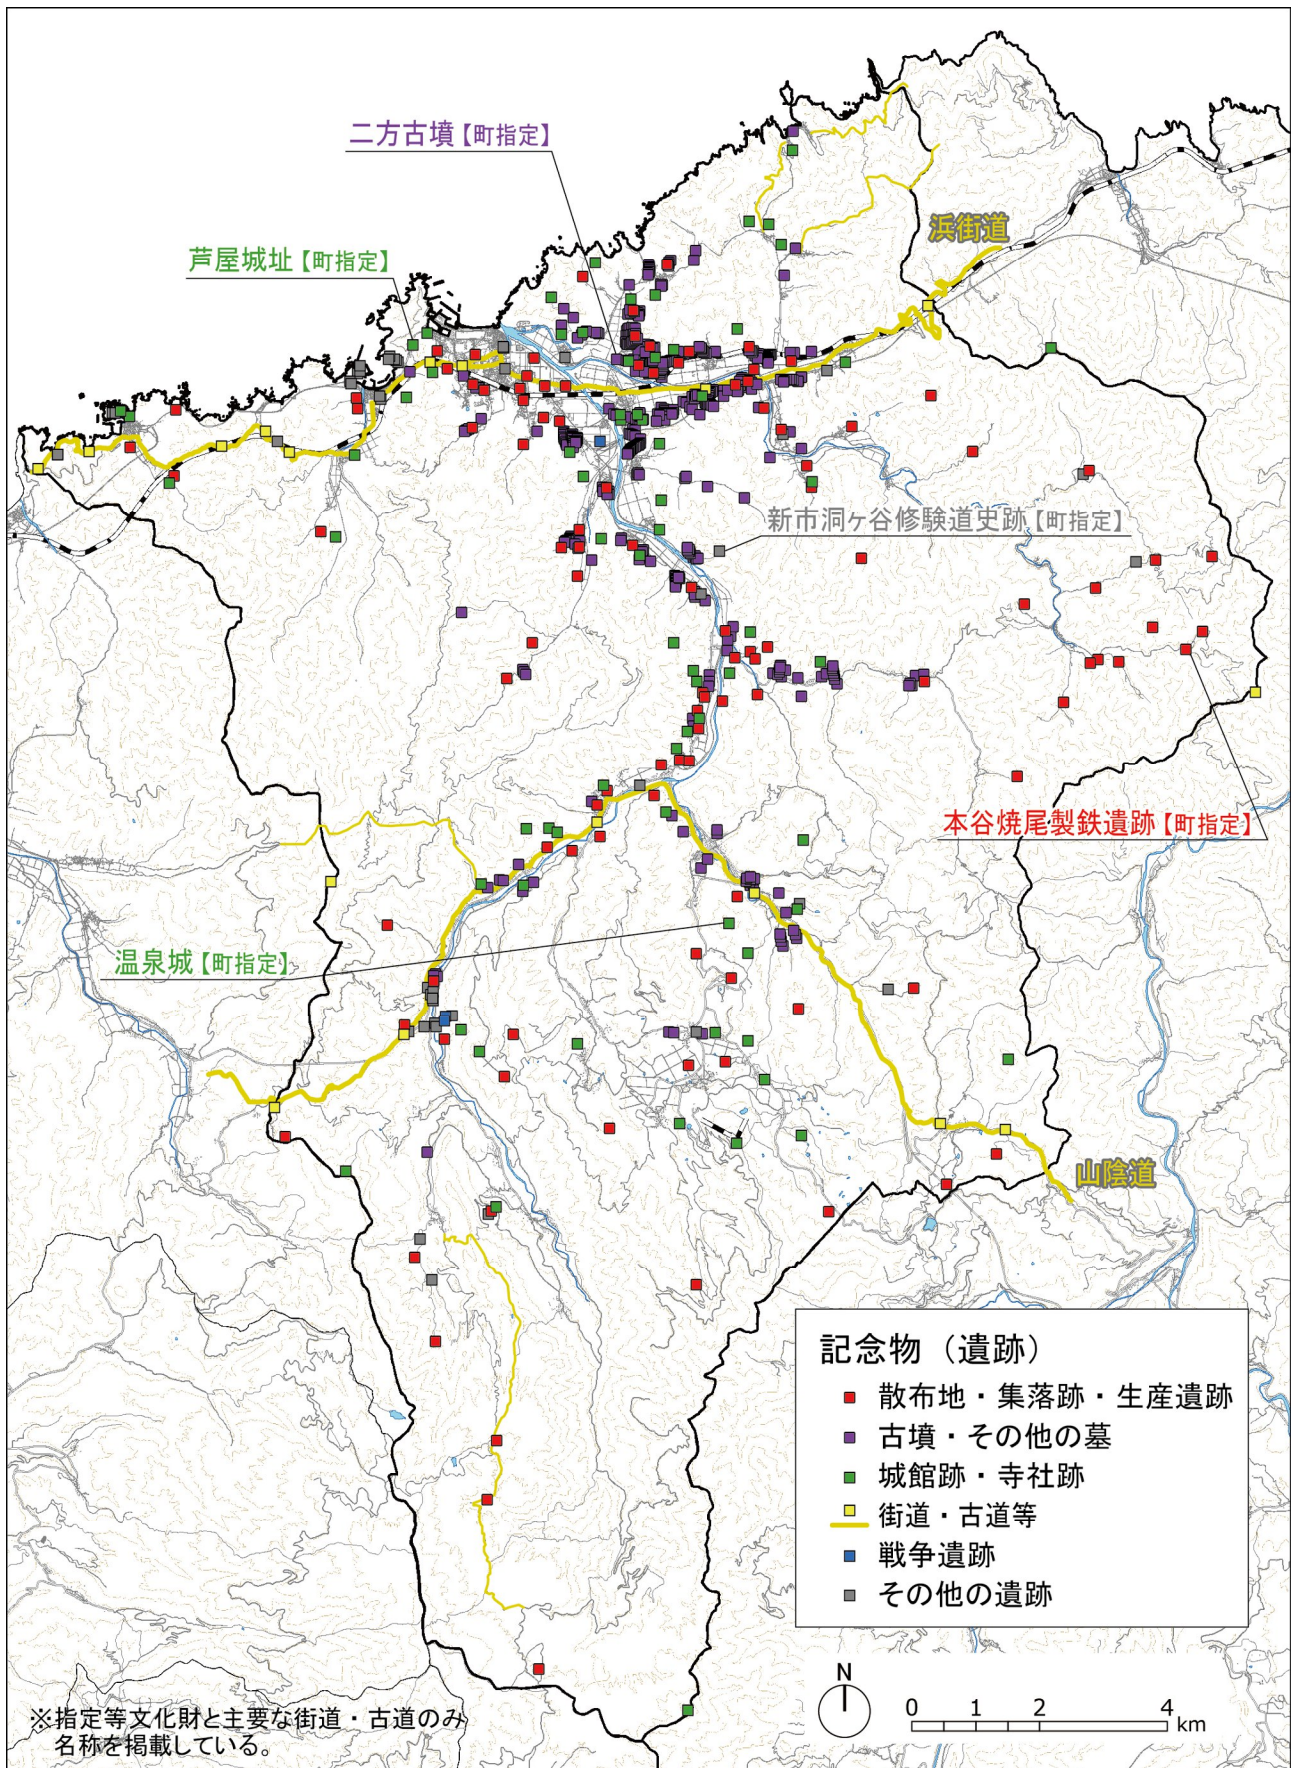 二方古墳【町指定】
浜街道
芦屋城址【町指定】
新市洞ヶ谷修験道史跡【町指定】
本谷焼尾製鉄遺跡【町指定】
温泉城【町指定】
山陰道
記念物（遺跡）
散布地・集落跡・生産遺跡
古墳・その他の墓
城館跡・寺社跡
街道・古道等
戦争遺跡
その他の遺跡
N
0 1 2 4
km
※指定等文化財と主要な街道・古道のみ
名称を掲載している。